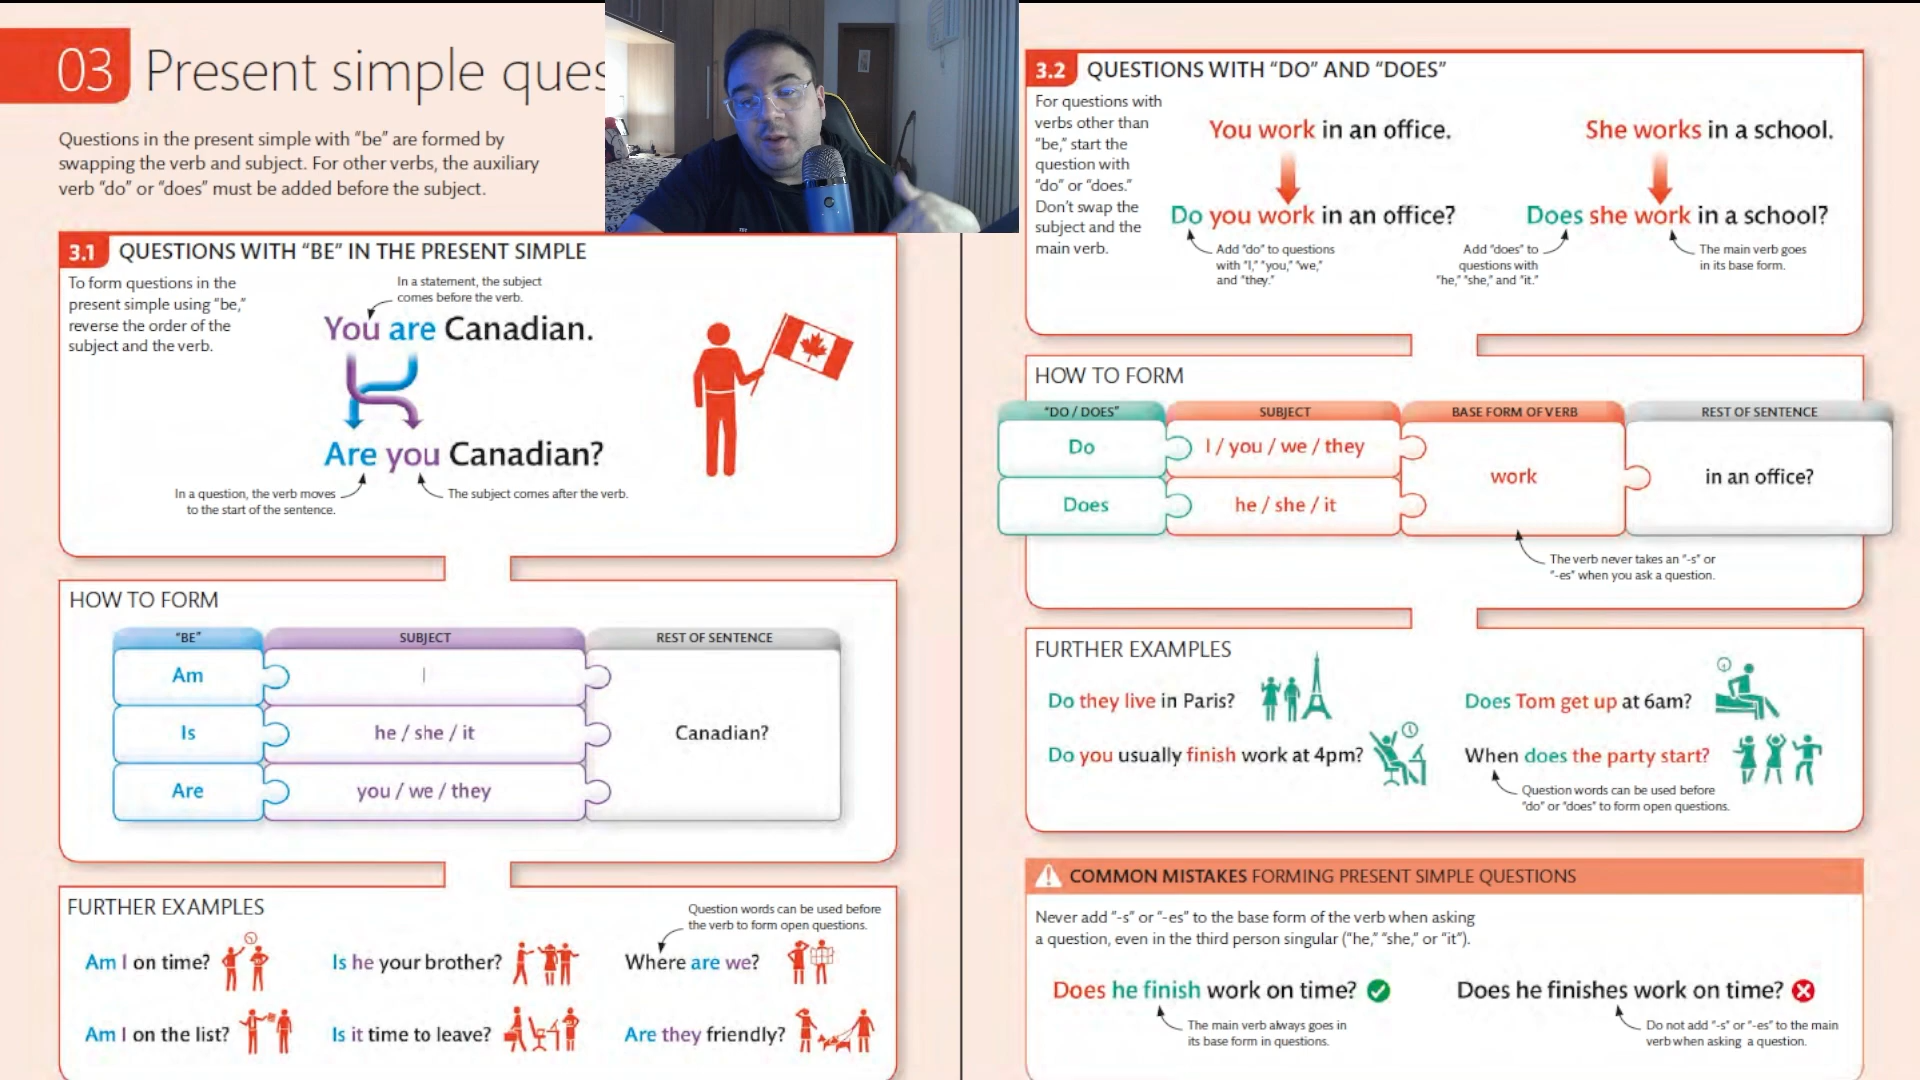 03 Present simple ques
Questions in the present simple with "be" are formed by
swapping the verb and subject. For other verbs, the auxiliary
verb "do" or "does" must be added before the subject.
3.1 QUESTIONS WITH "BE" IN THE PRESENT SIMPLE
To form questions in the
present simple using "be,"
reverse the order of the
subject and the verb.
In a statement, the subject
comes before the verb.
You are Canadian.
Are you Canadian?
In a question, the verb moves
to the start of the sentence.
The subject comes after the verb.
HOW TO FORM
"BE" SUBJECT REST OF SENTENCE
Am I
Is he / she / it Canadian?
Are you / we / they
FURTHER EXAMPLES
Question words can be used before
the verb to form open questions.
Am I on time? Is he your brother? Where are we?
Am I on the list? Is it time to leave? Are they friendly?
3.2 QUESTIONS WITH "DO" AND "DOES"
For questions with
verbs other than
"be," start the
question with
"do" or "does."
Don't swap the
subject and the
main verb.
You work in an office.
Do you work in an office?
Add "do" to questions
with "I," "you," "we,"
and "they."
She works in a school.
Does she work in a school?
Add "does" to
questions with
"he," "she," and "it."
The main verb goes
in its base form.
HOW TO FORM
"DO / DOES" SUBJECT BASE FORM OF VERB REST OF SENTENCE
Do I / you / we / they
work in an office?
Does he / she / it
The verb never takes an "-s" or
"-es" when you ask a question.
FURTHER EXAMPLES
Do they live in Paris? Does Tom get up at 6am?
Do you usually finish work at 4pm? When does the party start?
Question words can be used before
"do" or "does" to form open questions.
COMMON MISTAKES FORMING PRESENT SIMPLE QUESTIONS
Never add "-s" or "-es" to the base form of the verb when asking
a question, even in the third person singular ("he," "she," or "it").
Does he finish work on time? Does he finishes work on time?
The main verb always goes in
its base form in questions.
Do not add "-s" or "-es" to the main
verb when asking a question.